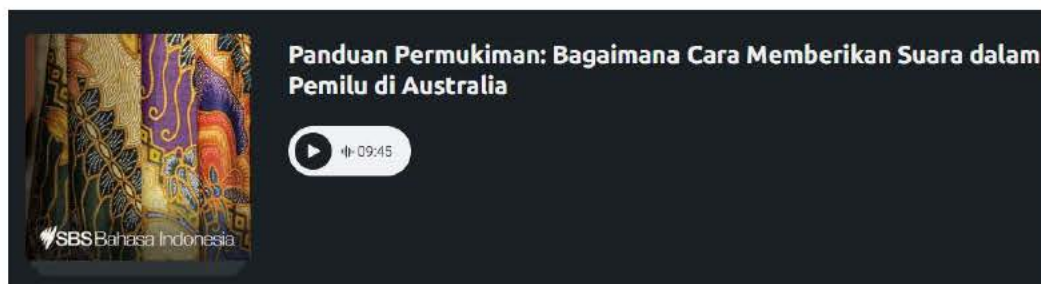 Panduan Permukiman: Bagaimana Cara Memberikan Suara dalam
Pemilu di Australia
09:45
SBS Bahasa Indonesia